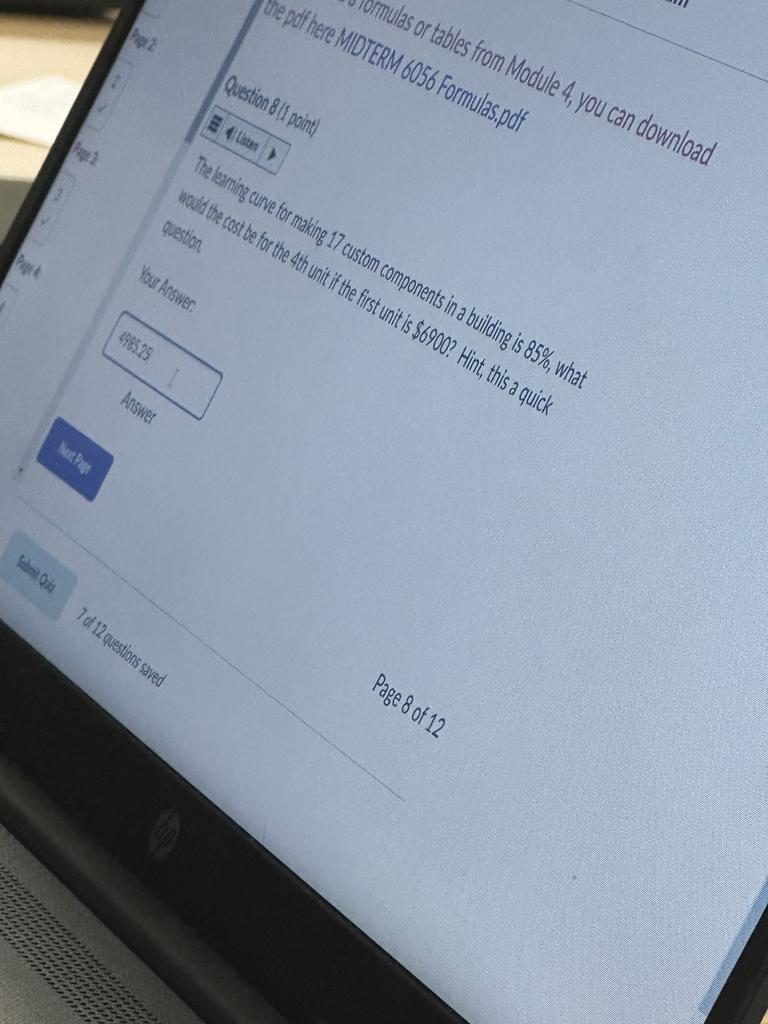 formulas or tables from Module 4, you can download
the pdf here MIDTERM 6056 Formulas.pdf
Page 2:
2
Question 8 (1 point)
Listen
Page 3:
3
The learning curve for making 17 custom components in a building is 85%, what
would the cost be for the 4th unit if the first unit is $6900? Hint, this a quick
question.
Page 4:
Your Answer:
4985.25
Answer
Next Page
Submit Quiz
7 of 12 questions saved
Page 8 of 12
hp